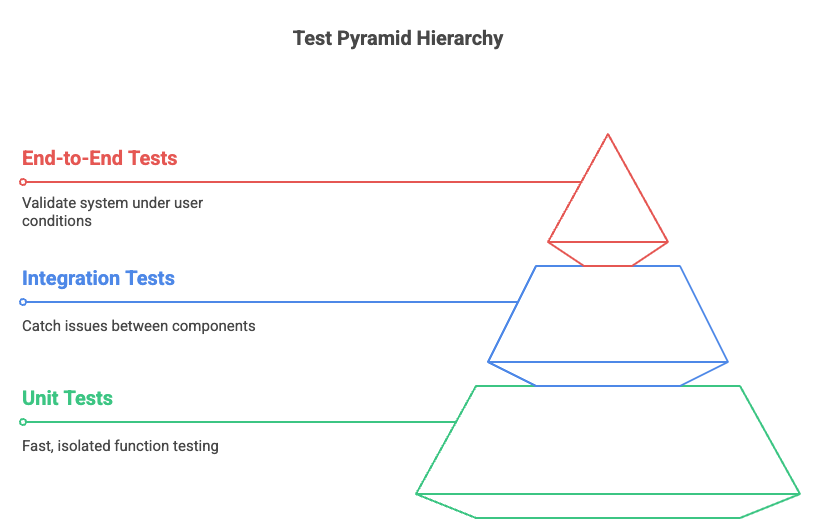 Test Pyramid Hierarchy
End-to-End Tests
Validate system under user
conditions
Integration Tests
Catch issues between components
Unit Tests
Fast, isolated function testing